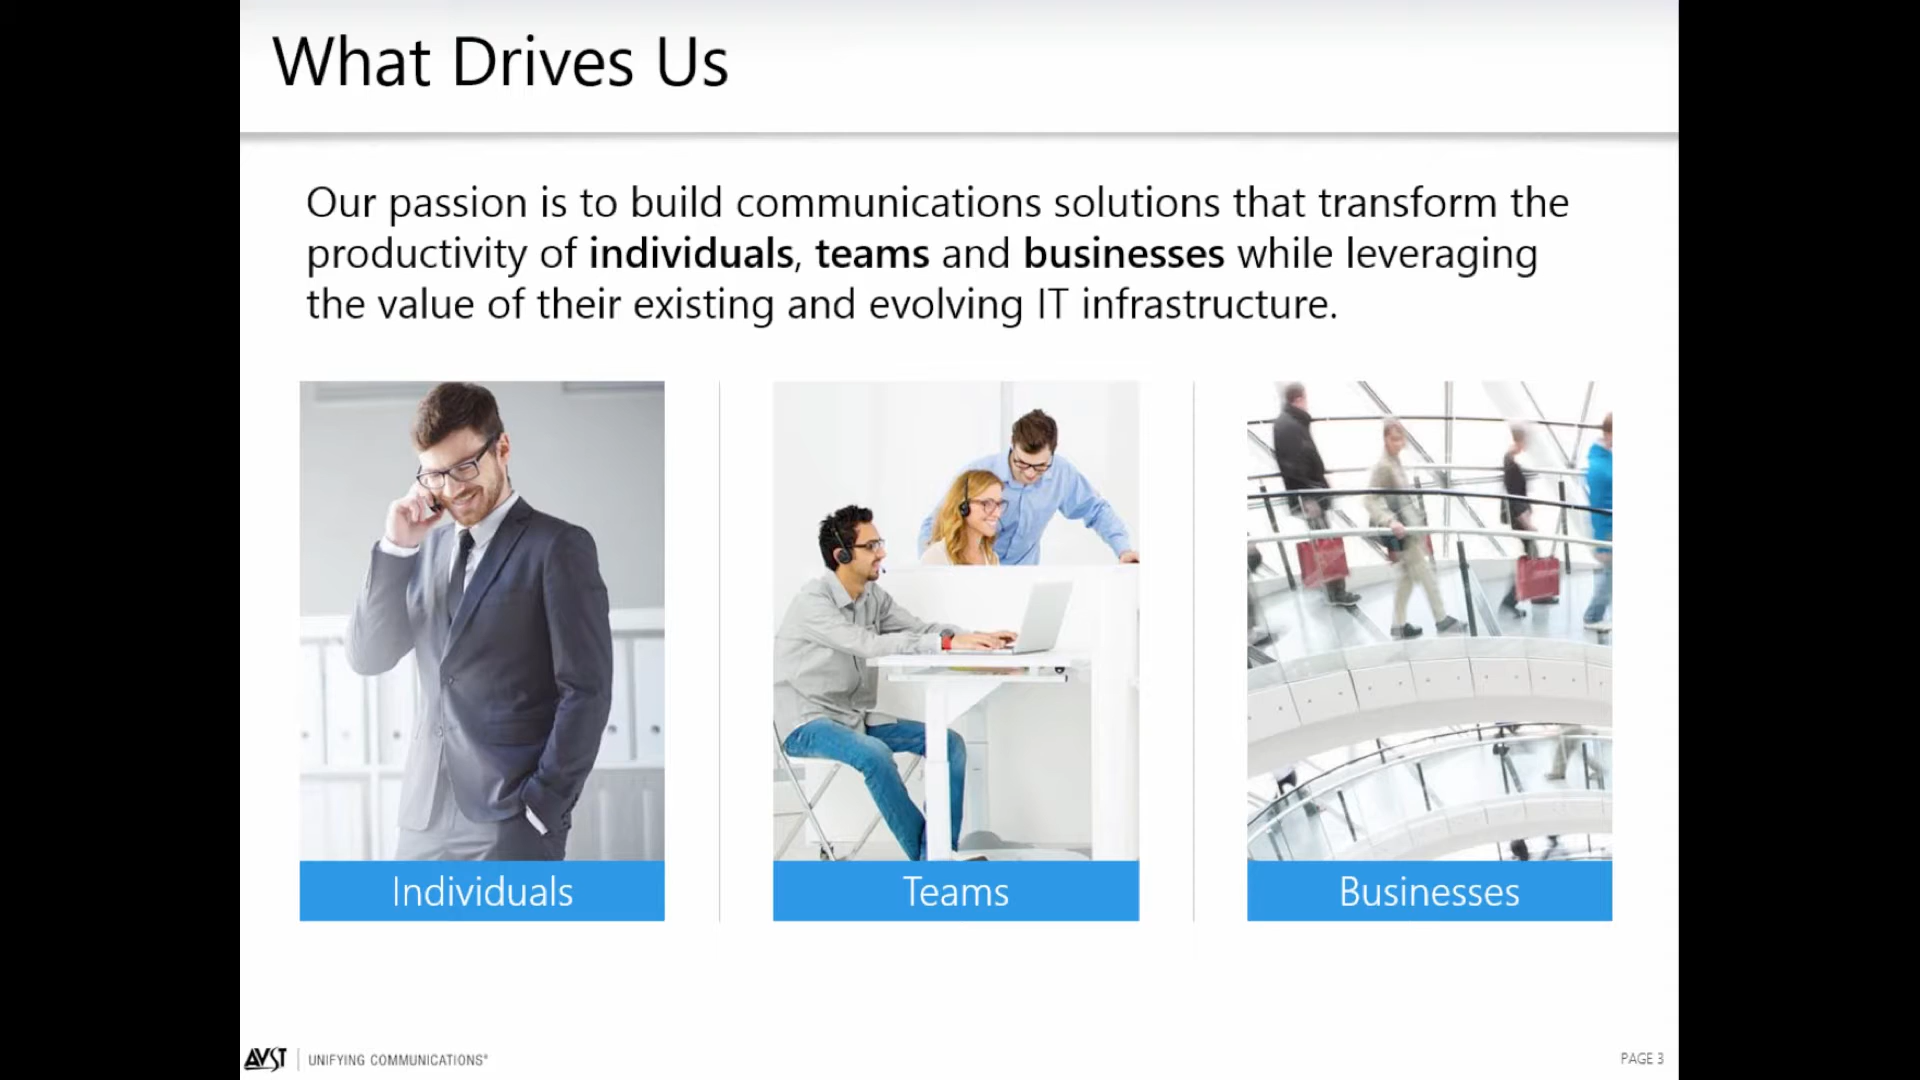 What Drives Us
Our passion is to build communications solutions that transform the
productivity of individuals, teams and businesses while leveraging
the value of their existing and evolving IT infrastructure.
Individuals
Teams
Businesses
AVST
UNIFYING COMMUNICATIONS®
PAGE 3